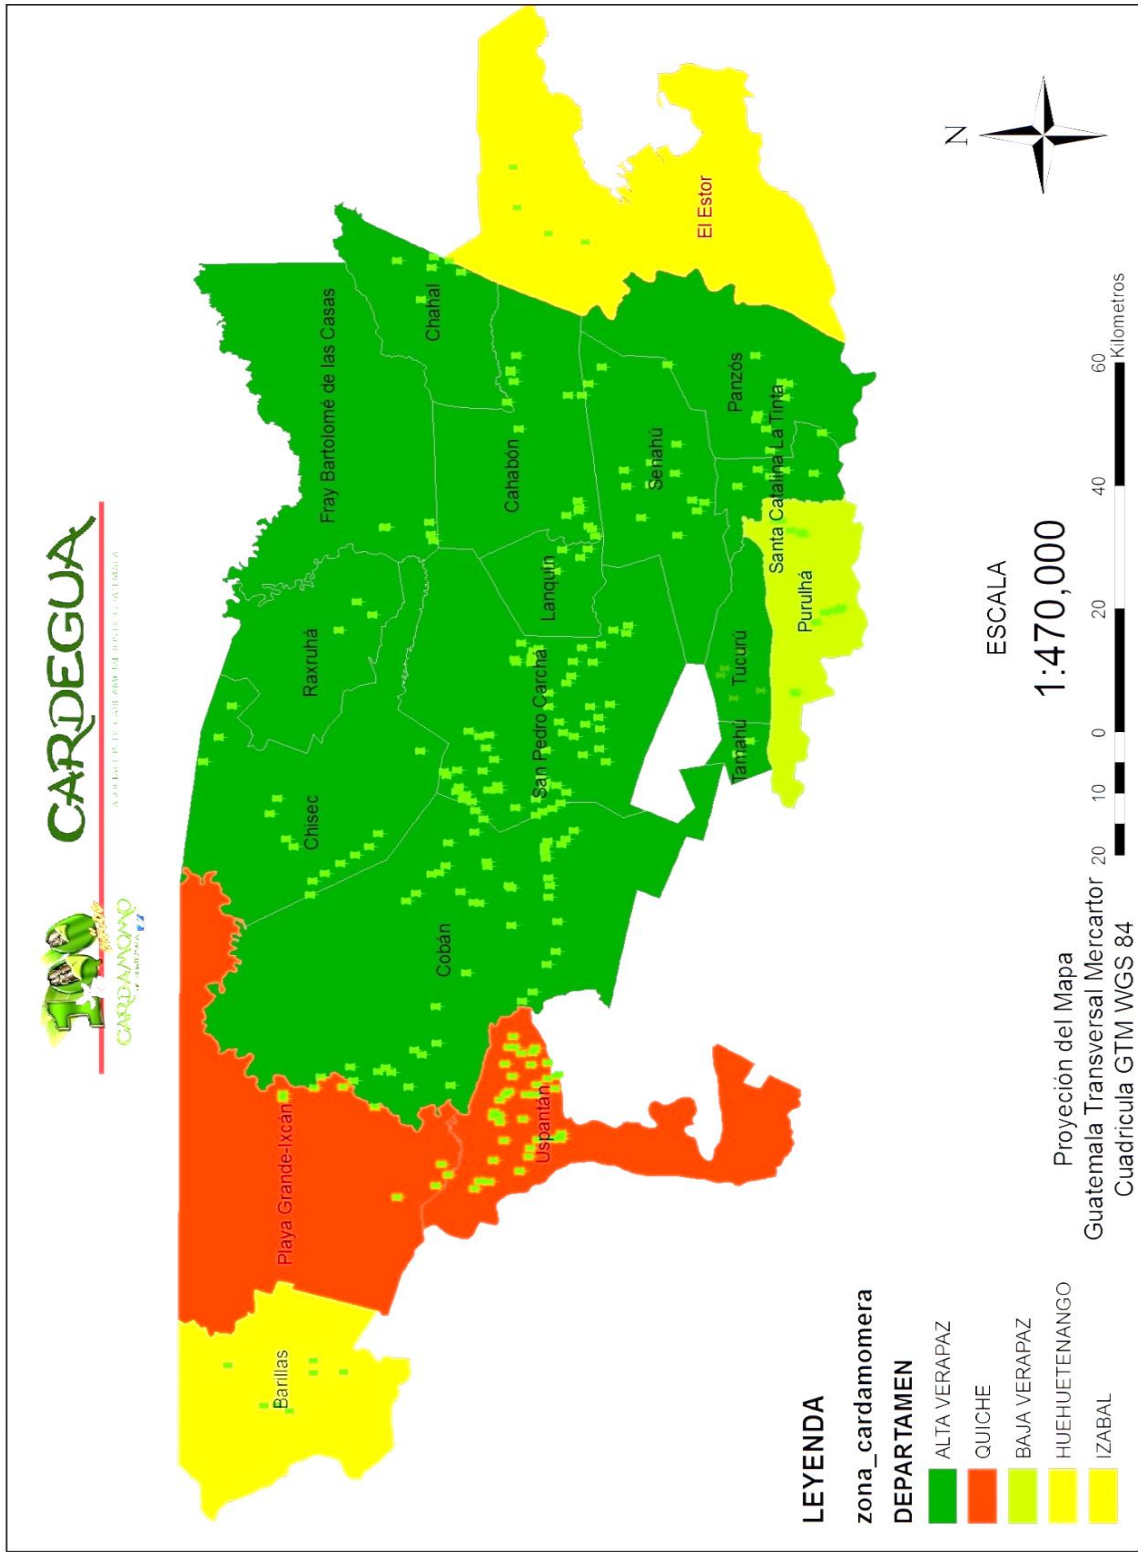 CARDEGUA
CARDAMOMO
Barillas
Playa Grande-Ixcán
Uspantán
Cobán
Chisec
Raxruhá
Fray Bartolomé de las Casas
Chahal
San Pedro Carchá
Lanquín
Cahabón
Senahú
Panzós
Tamahú
Tucurú
Santa Catalina La Tinta
Purulhá
El Estor
N
LEYENDA
zona_cardamomera
DEPARTAMEN
ALTA VERAPAZ
QUICHE
BAJA VERAPAZ
HUEHUETENANGO
IZABAL
ESCALA
1:470,000
20 10 0 20 40 60
Kilometros
Proyeción del Mapa
Guatemala Transversal Mercartor
Cuadricula GTM WGS 84